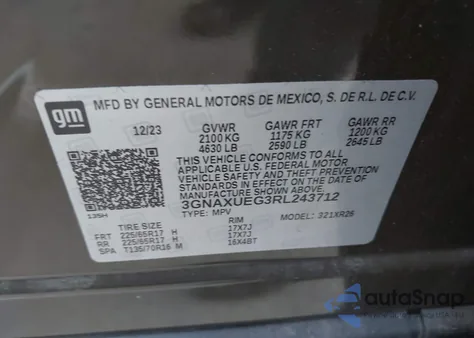 gm
MFD BY GENERAL MOTORS DE MEXICO, S. DE R.L. DE C.V.
12/23 GVWR GAWR FRT GAWR RR
2100 KG 1175 KG 1200 KG
4630 LB 2590 LB 2645 LB
THIS VEHICLE CONFORMS TO ALL
APPLICABLE U.S. FEDERAL MOTOR
VEHICLE SAFETY AND THEFT
PREVENTION STANDARDS IN EFFECT ON THE DATE
OF MANUFACTURE SHOWN ABOVE.
3GNAXUEG3RL243712
135H
TYPE: MPV MODEL: 321XR26
TIRE SIZE RIM
FRT 225/65R17 H 17X7J
RR 225/65R17 H 17X7J
SPA T135/70R16 M 16X4BT
autoSnap